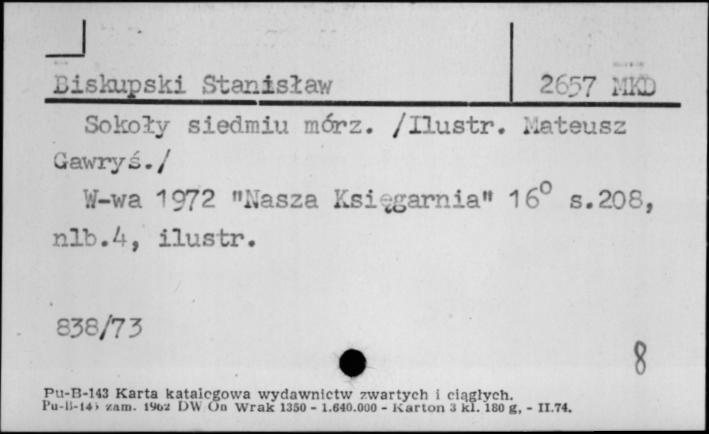 Biskupski Stanisław 2657 MKD
Sokoły siedmiu mórz. /Ilustr. Mateusz
Gawryś./
W-wa 1972 "Nasza Księgarnia" 16° s.208,
nlb.4, ilustr.
838/73
8
Pu-B-143 Karta katalogowa wydawnictw zwartych i ciągłych.
Pu-B-143 zam. 1962 DW On Wrak 1350 - 1.640.000 - Karton 3 kl. 180 g, - II.74.